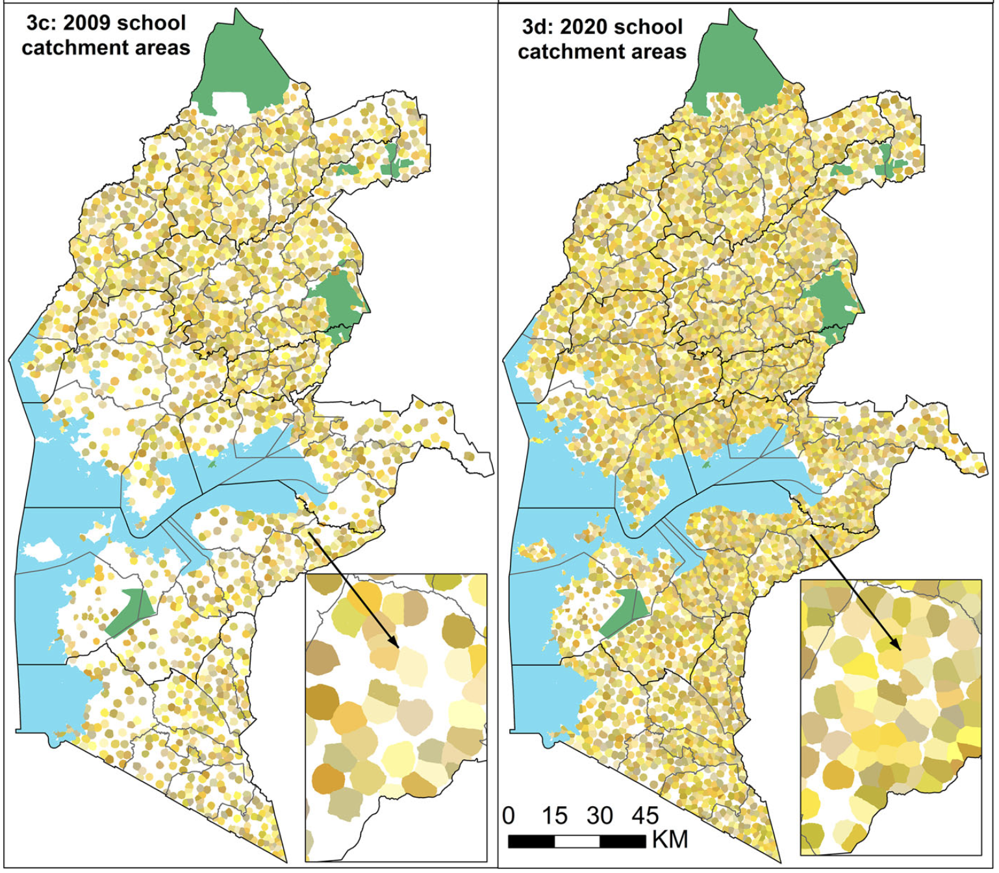 3c: 2009 school
catchment areas
3d: 2020 school
catchment areas
0 15 30 45
KM